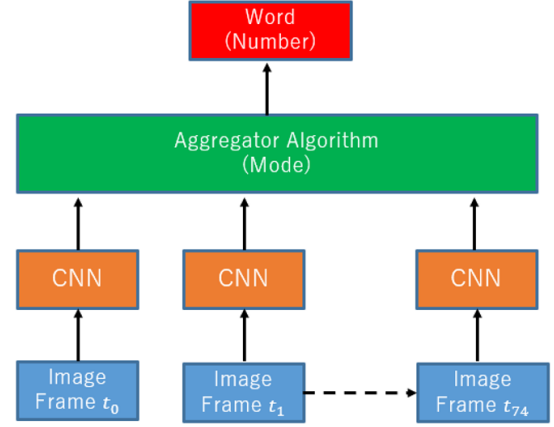 Word
(Number)
Aggregator Algorithm
(Mode)
CNN
CNN
CNN
Image
Frame t₀
Image
Frame t₁
Image
Frame t₇₄